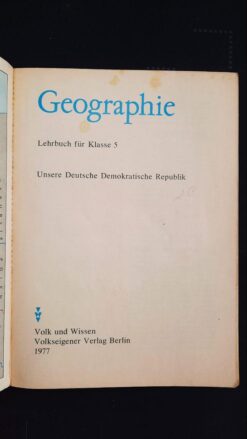 Geographie
Lehrbuch für Klasse 5
Unsere Deutsche Demokratische Republik
Volk und Wissen
Volkseigener Verlag Berlin
1977